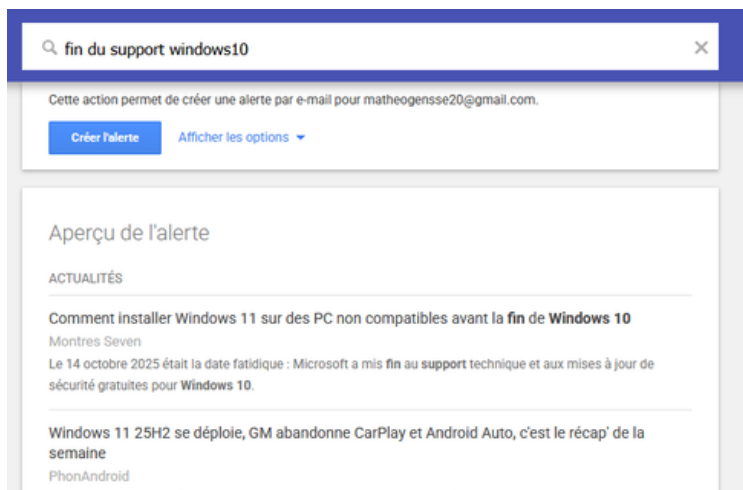 fin du support windows10
Cette action permet de créer une alerte par e-mail pour matheogensse20@gmail.com.
Créer l'alerte Afficher les options
Aperçu de l'alerte
ACTUALITÉS
Comment installer Windows 11 sur des PC non compatibles avant la fin de Windows 10
Montres Seven
Le 14 octobre 2025 était la date fatidique : Microsoft a mis fin au support technique et aux mises à jour de
sécurité gratuites pour Windows 10.
Windows 11 25H2 se déploie, GM abandonne CarPlay et Android Auto, c'est le récap' de la
semaine
PhonAndroid